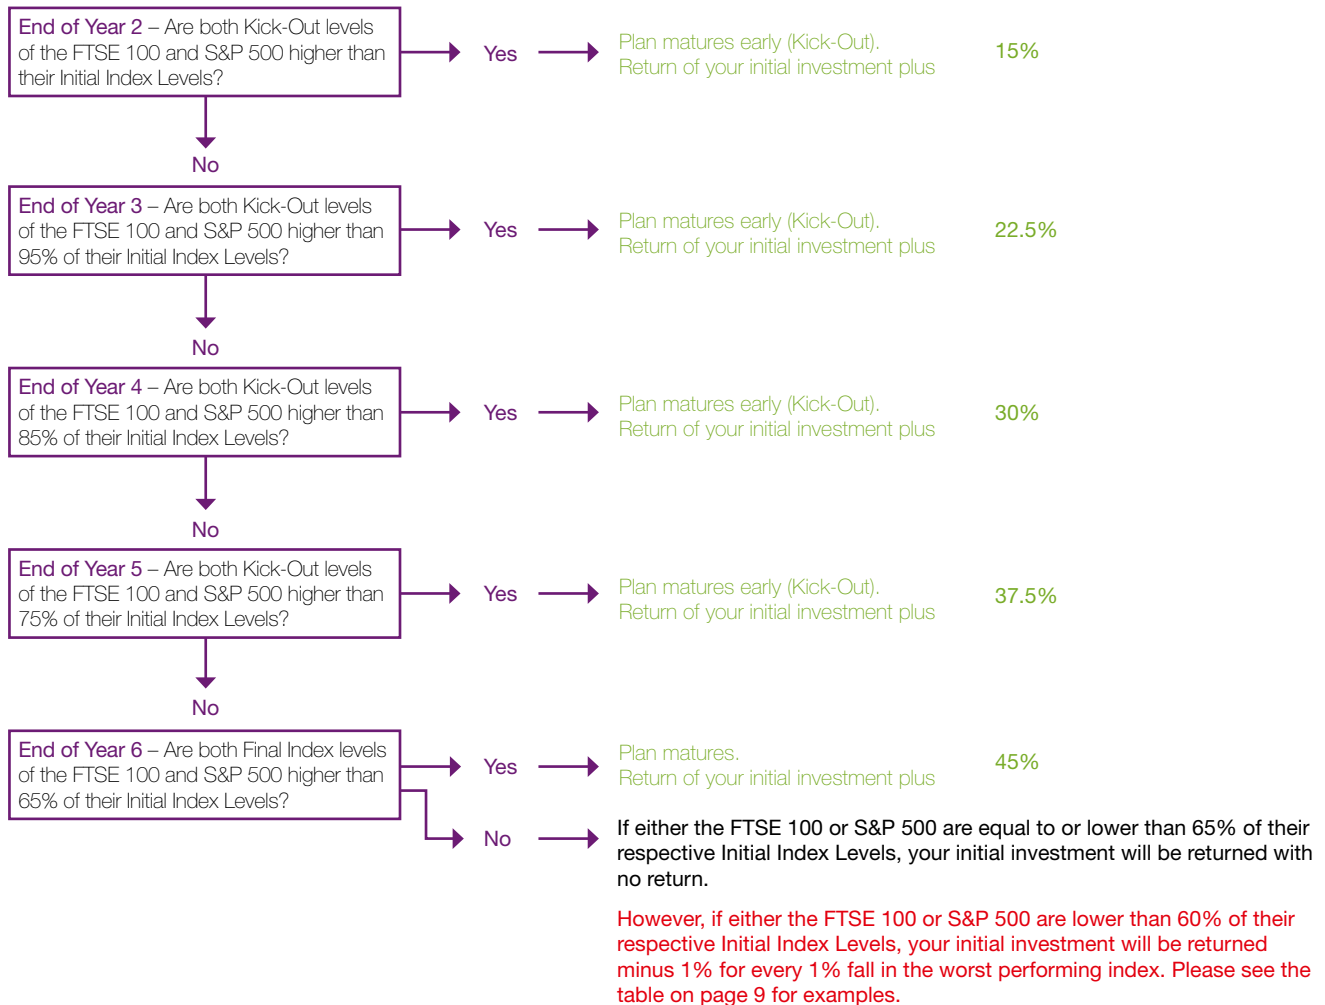 End of Year 2 – Are both Kick-Out levels
of the FTSE 100 and S&P 500 higher than
their Initial Index Levels?
Yes
Plan matures early (Kick-Out).
Return of your initial investment plus
15%
No
End of Year 3 – Are both Kick-Out levels
of the FTSE 100 and S&P 500 higher than
95% of their Initial Index Levels?
Yes
Plan matures early (Kick-Out).
Return of your initial investment plus
22.5%
No
End of Year 4 – Are both Kick-Out levels
of the FTSE 100 and S&P 500 higher than
85% of their Initial Index Levels?
Yes
Plan matures early (Kick-Out).
Return of your initial investment plus
30%
No
End of Year 5 – Are both Kick-Out levels
of the FTSE 100 and S&P 500 higher than
75% of their Initial Index Levels?
Yes
Plan matures early (Kick-Out).
Return of your initial investment plus
37.5%
No
End of Year 6 – Are both Final Index levels
of the FTSE 100 and S&P 500 higher than
65% of their Initial Index Levels?
Yes
Plan matures.
Return of your initial investment plus
45%
No
If either the FTSE 100 or S&P 500 are equal to or lower than 65% of their
respective Initial Index Levels, your initial investment will be returned with
no return.
However, if either the FTSE 100 or S&P 500 are lower than 60% of their
respective Initial Index Levels, your initial investment will be returned
minus 1% for every 1% fall in the worst performing index. Please see the
table on page 9 for examples.